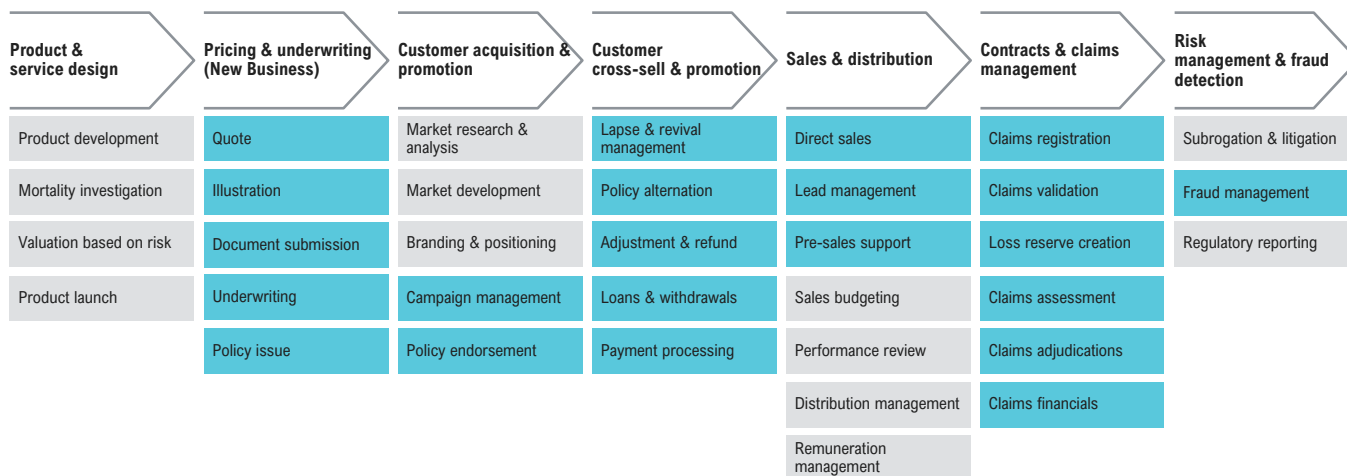 Product &
service design
Pricing & underwriting
(New Business)
Customer acquisition &
promotion
Customer
cross-sell & promotion
Sales & distribution
Contracts & claims
management
Risk
management & fraud
detection
Product development
Mortality investigation
Valuation based on risk
Product launch
Quote
Illustration
Document submission
Underwriting
Policy issue
Market research &
analysis
Market development
Branding & positioning
Campaign management
Policy endorsement
Lapse & revival
management
Policy alternation
Adjustment & refund
Loans & withdrawals
Payment processing
Direct sales
Lead management
Pre-sales support
Sales budgeting
Performance review
Distribution management
Remuneration
management
Claims registration
Claims validation
Loss reserve creation
Claims assessment
Claims adjudications
Claims financials
Subrogation & litigation
Fraud management
Regulatory reporting